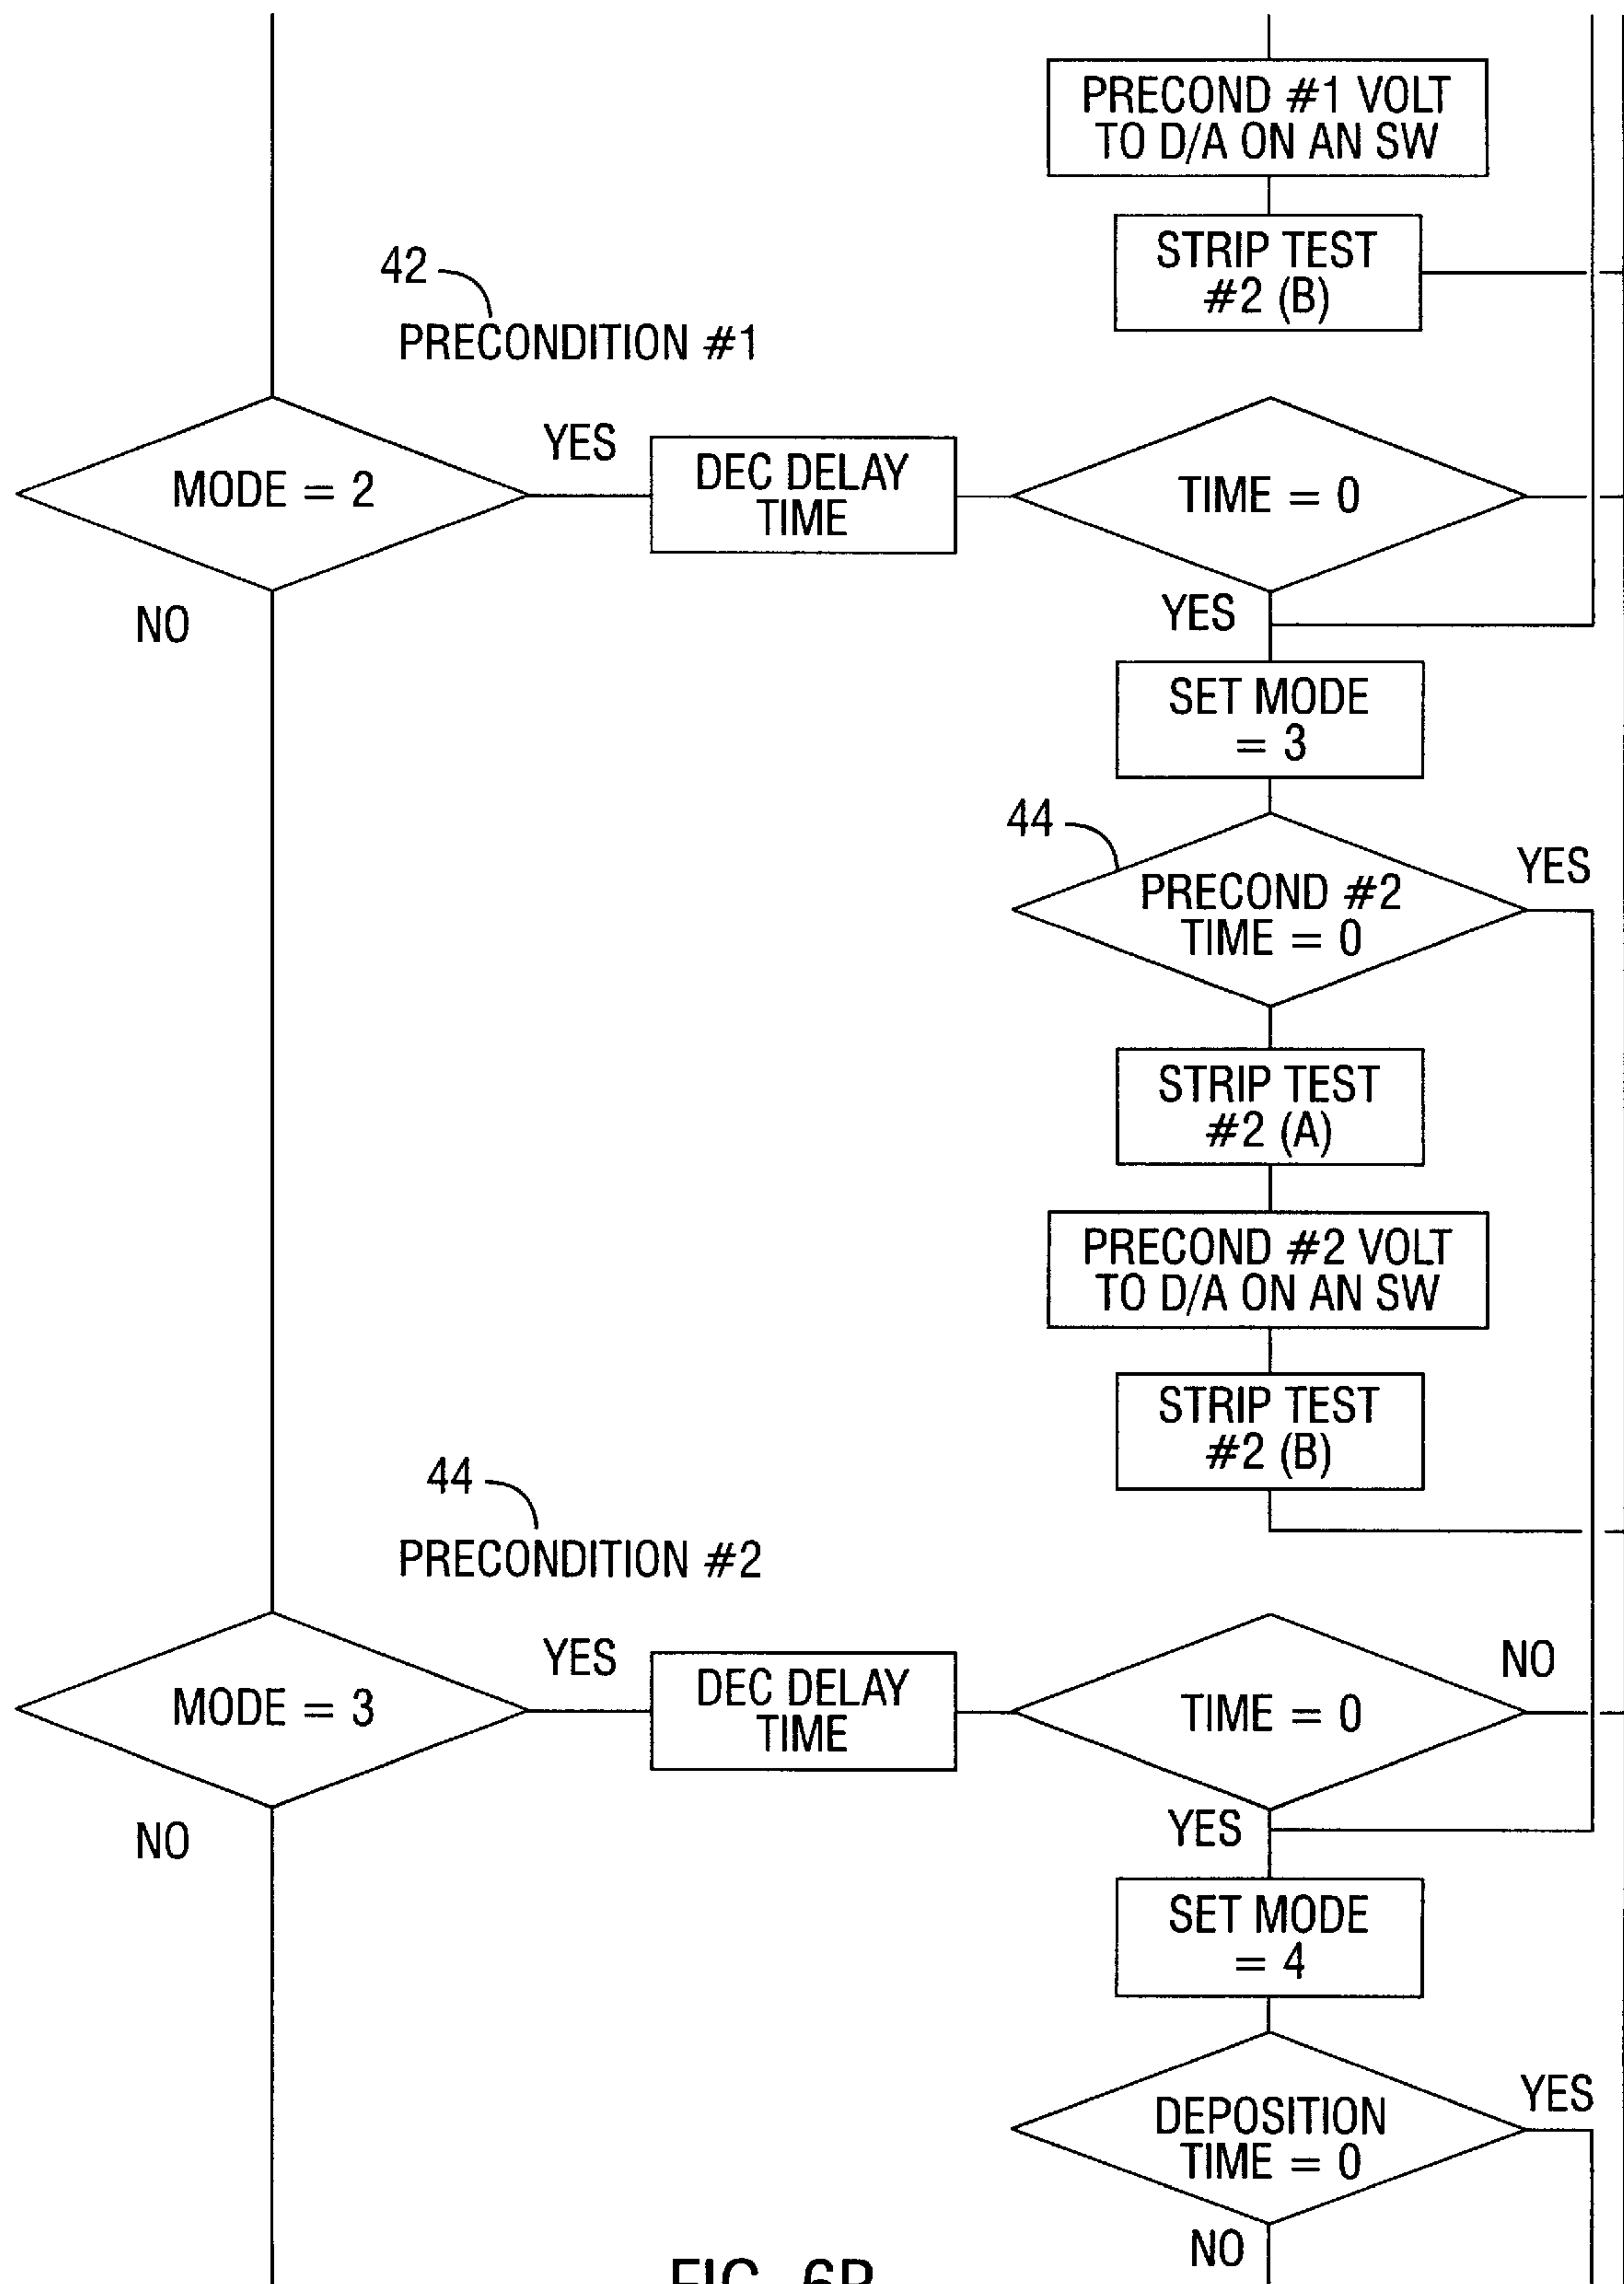 PRECOND #1 VOLT
TO D/A ON AN SW
STRIP TEST
#2 (B)
42
PRECONDITION #1
MODE = 2
YES
NO
DEC DELAY
TIME
TIME = 0
YES
SET MODE
= 3
44
PRECOND #2
TIME = 0
YES
STRIP TEST
#2 (A)
PRECOND #2 VOLT
TO D/A ON AN SW
STRIP TEST
#2 (B)
44
PRECONDITION #2
MODE = 3
YES
NO
DEC DELAY
TIME
TIME = 0
NO
YES
SET MODE
= 4
DEPOSITION
TIME = 0
YES
NO
FIG. 6B